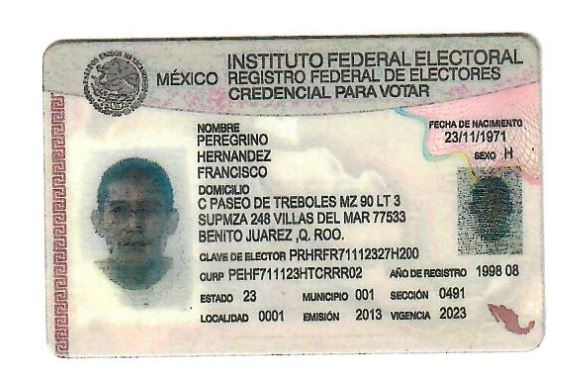 INSTITUTO FEDERAL ELECTORAL
MÉXICO REGISTRO FEDERAL DE ELECTORES
CREDENCIAL PARA VOTAR
NOMBRE
PEREGRINO
HERNANDEZ
FRANCISCO
FECHA DE NACIMIENTO
23/11/1971
SEXO H
DOMICILIO
C PASEO DE TREBOLES MZ 90 LT 3
SUPMZA 248 VILLAS DEL MAR 77533
BENITO JUAREZ ,Q. ROO.
CLAVE DE ELECTOR PRHRFR71112327H200
CURP PEHF711123HTCRRR02 AÑO DE REGISTRO 1998 08
ESTADO 23 MUNICIPIO 001 SECCIÓN 0491
LOCALIDAD 0001 EMISIÓN 2013 VIGENCIA 2023